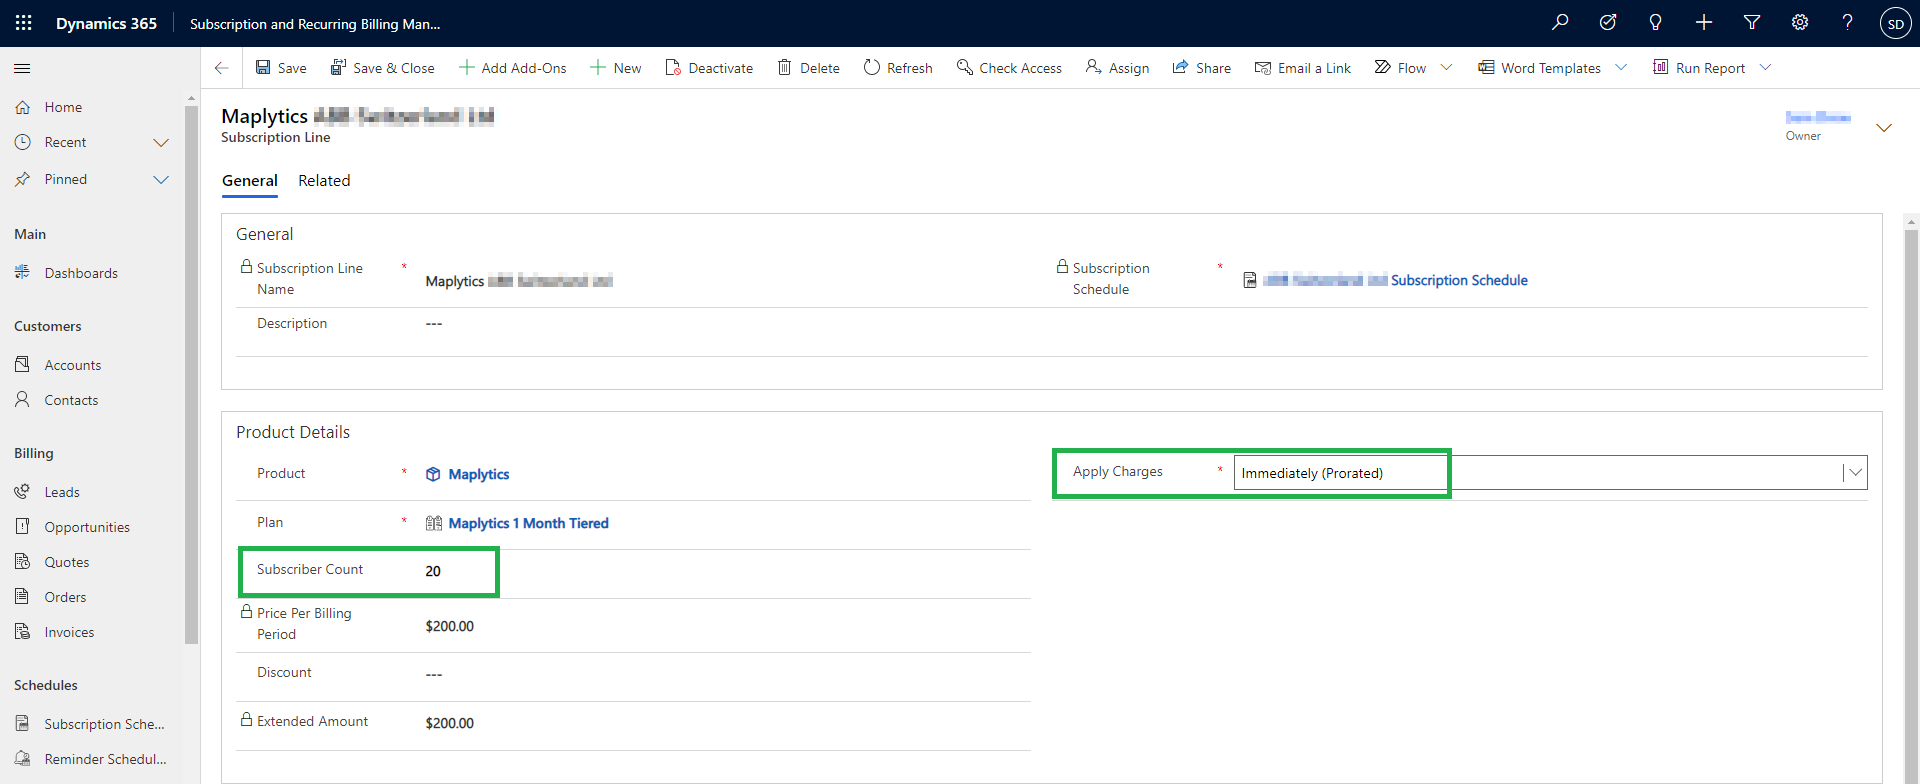 Dynamics 365
Subscription and Recurring Billing Man...
SD
Save
Save & Close
Add Add-Ons
New
Deactivate
Delete
Refresh
Check Access
Assign
Share
Email a Link
Flow
Word Templates
Run Report
Home
Recent
Pinned
Main
Dashboards
Customers
Accounts
Contacts
Billing
Leads
Opportunities
Quotes
Orders
Invoices
Schedules
Subscription Sche...
Reminder Schedul...
Maplytics
Subscription Line
Owner
General
Related
General
Subscription Line
Name
*
Maplytics
Subscription
Schedule
*
Subscription Schedule
Description
---
Product Details
Product
*
Maplytics
Apply Charges
*
Immediately (Prorated)
Plan
*
Maplytics 1 Month Tiered
Subscriber Count
20
Price Per Billing
Period
$200.00
Discount
---
Extended Amount
$200.00